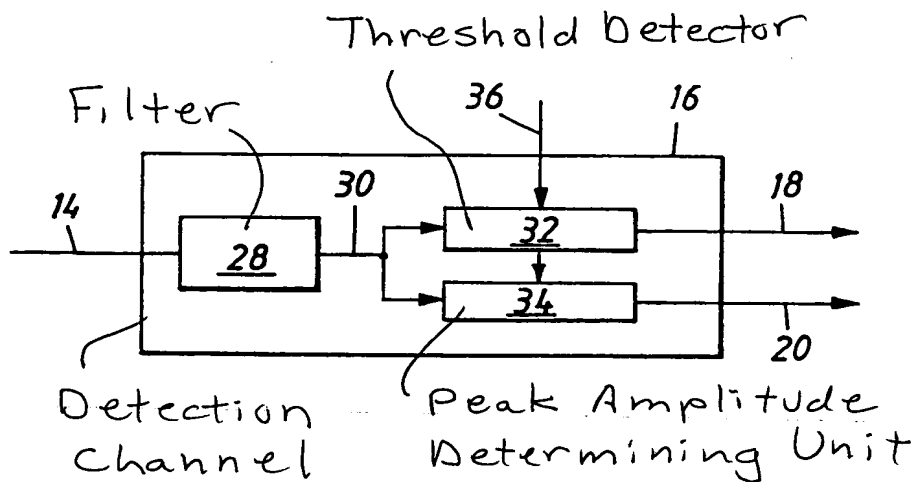 Threshold Detector
Filter
36
16
14
30
18
28
32
34
20
Detection
Channel
Peak Amplitude
Determining Unit